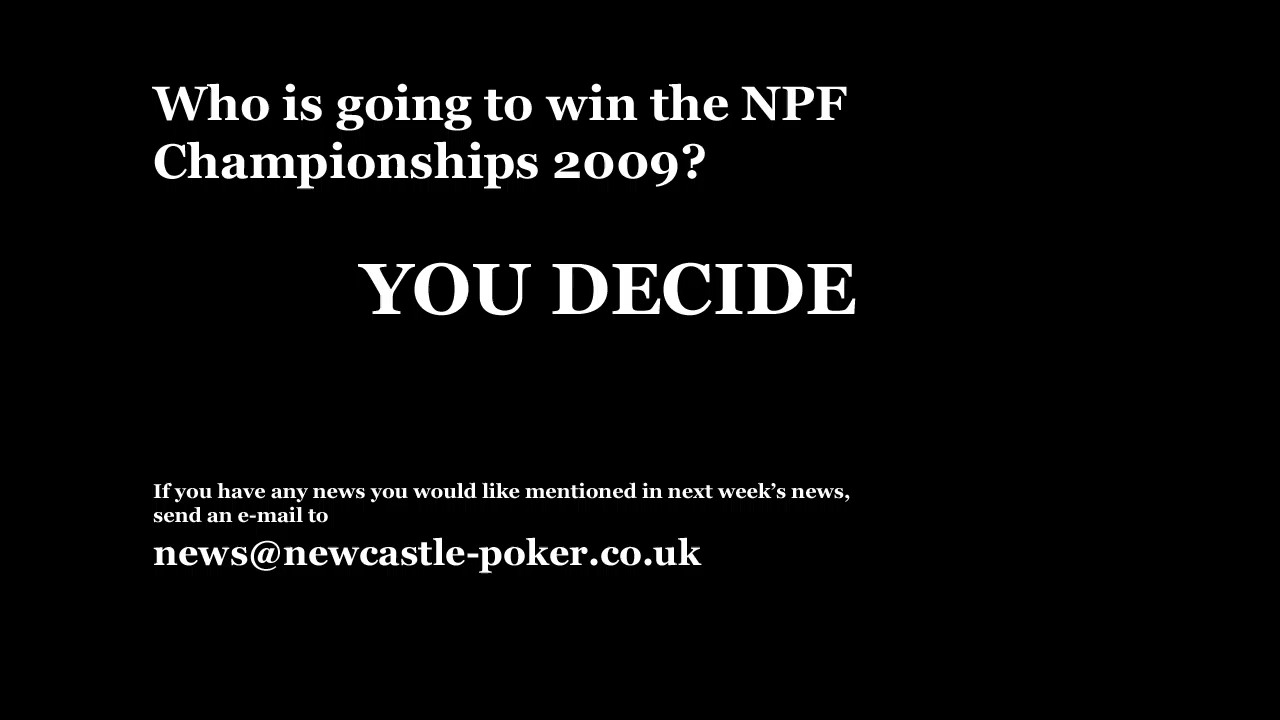 Who is going to win the NPF
Championships 2009?
YOU DECIDE
If you have any news you would like mentioned in next week’s news,
send an e-mail to
news@newcastle-poker.co.uk